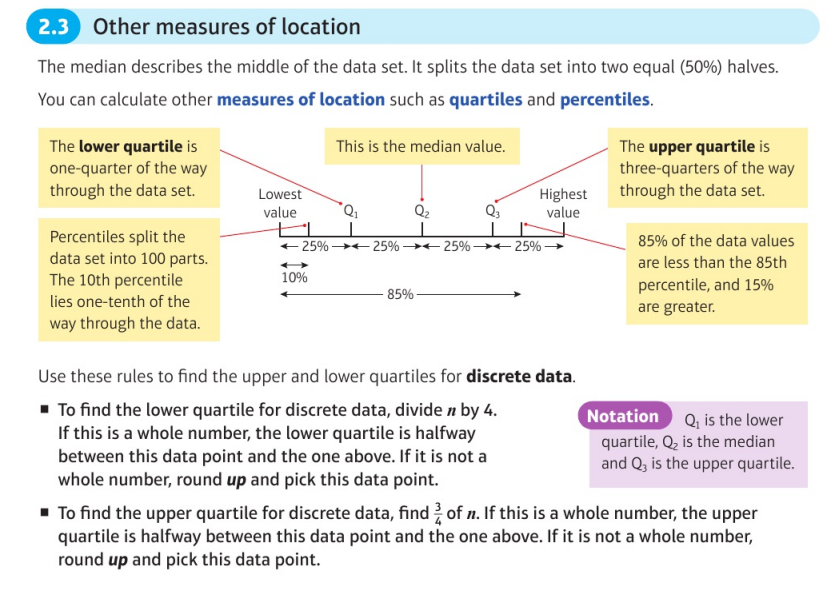 2.3 Other measures of location
The median describes the middle of the data set. It splits the data set into two equal (50%) halves.
You can calculate other measures of location such as quartiles and percentiles.
The lower quartile is
one-quarter of the way
through the data set.
This is the median value.
The upper quartile is
three-quarters of the way
through the data set.
Lowest
value
Q₁
Q₂
Q₃
Highest
value
Percentiles split the
data set into 100 parts.
The 10th percentile
lies one-tenth of the
way through the data.
25% 25% 25% 25%
10%
85%
85% of the data values
are less than the 85th
percentile, and 15%
are greater.
Use these rules to find the upper and lower quartiles for discrete data.
■ To find the lower quartile for discrete data, divide n by 4.
If this is a whole number, the lower quartile is halfway
between this data point and the one above. If it is not a
whole number, round up and pick this data point.
Notation Q₁ is the lower
quartile, Q₂ is the median
and Q₃ is the upper quartile.
■ To find the upper quartile for discrete data, find 3/4 of n. If this is a whole number, the upper
quartile is halfway between this data point and the one above. If it is not a whole number,
round up and pick this data point.